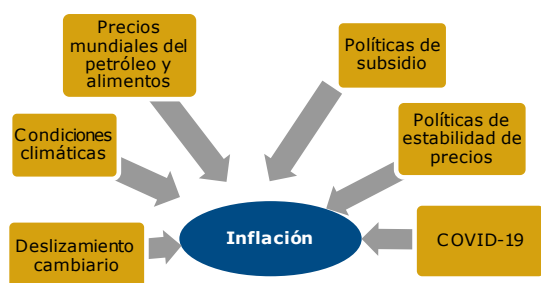 Precios
mundiales del
petróleo y
alimentos
Políticas de
subsidio
Condiciones
climáticas
Políticas de
estabilidad de
precios
Deslizamiento
cambiario
Inflación
COVID-19